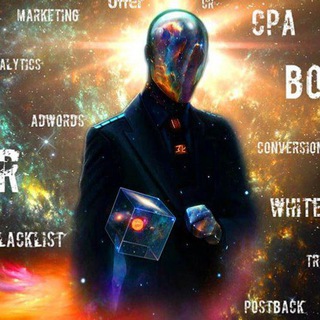 Offer
CR
MARKETING
CPA
ALYTICS
BO
ADWORDS
CONVERSION
R
WHITE
LACKLIST
TR
POSTBACK